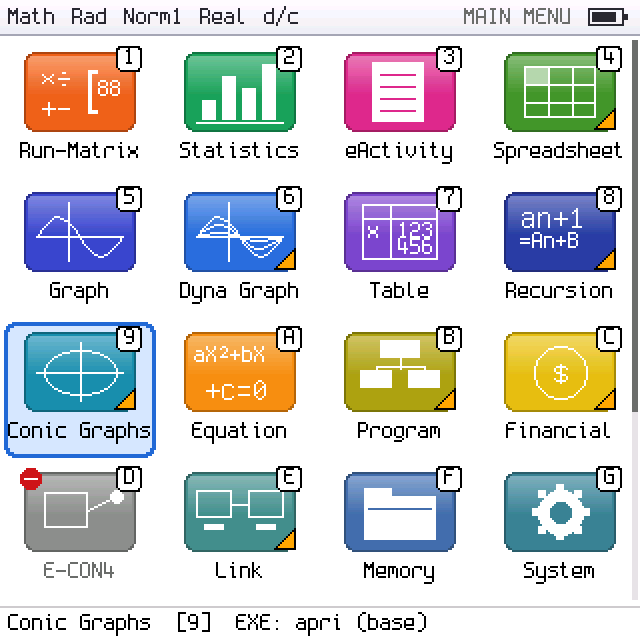 Math Rad Norm1 Real d/c MAIN MENU
1 2 3 4
×÷ [88
+−
Run-Matrix Statistics eActivity Spreadsheet
5 6 7 8
an+1
=An+B
x 123
456
Graph Dyna Graph Table Recursion
9 A B C
aX²+bX
+c=0
$
Conic Graphs Equation Program Financial
D E F G
E-CON4 Link Memory System
Conic Graphs [9] EXE: apri (base)